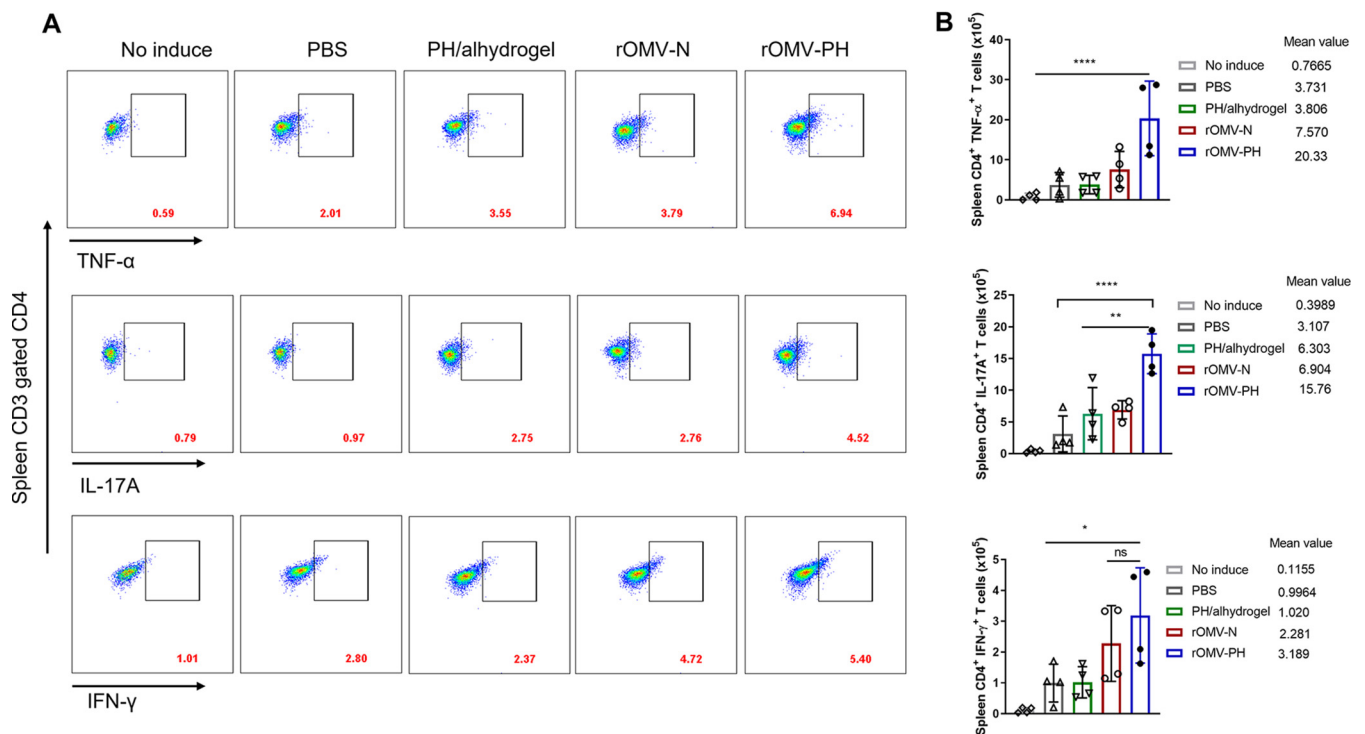 A
No induce PBS PH/alhydrogel rOMV-N rOMV-PH
0.59 2.01 3.55 3.79 6.94
TNF-α
0.79 0.97 2.75 2.76 4.52
IL-17A
1.01 2.80 2.37 4.72 5.40
IFN-γ
Spleen CD3 gated CD4
B
Spleen CD4⁺ TNF-α⁺ T cells (x10⁵)
40
30
20
10
0
****
Mean value
No induce 0.7665
PBS 3.731
PH/alhydrogel 3.806
rOMV-N 7.570
rOMV-PH 20.33
Spleen CD4⁺ IL-17A⁺ T cells (x10⁵)
25
20
15
10
5
0
****
**
Mean value
No induce 0.3989
PBS 3.107
PH/alhydrogel 6.303
rOMV-N 6.904
rOMV-PH 15.76
Spleen CD4⁺ IFN-γ⁺ T cells (x10⁵)
6
5
4
3
2
1
0
*
ns
Mean value
No induce 0.1155
PBS 0.9964
PH/alhydrogel 1.020
rOMV-N 2.281
rOMV-PH 3.189